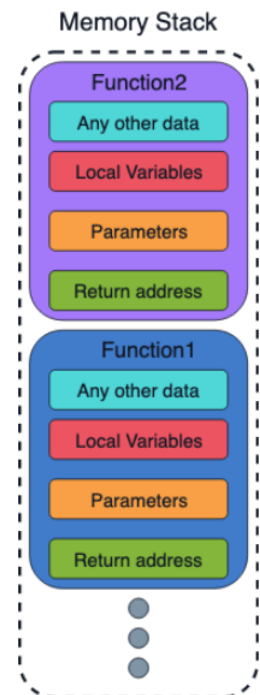 Memory Stack
Function2
Any other data
Local Variables
Parameters
Return address
Function1
Any other data
Local Variables
Parameters
Return address